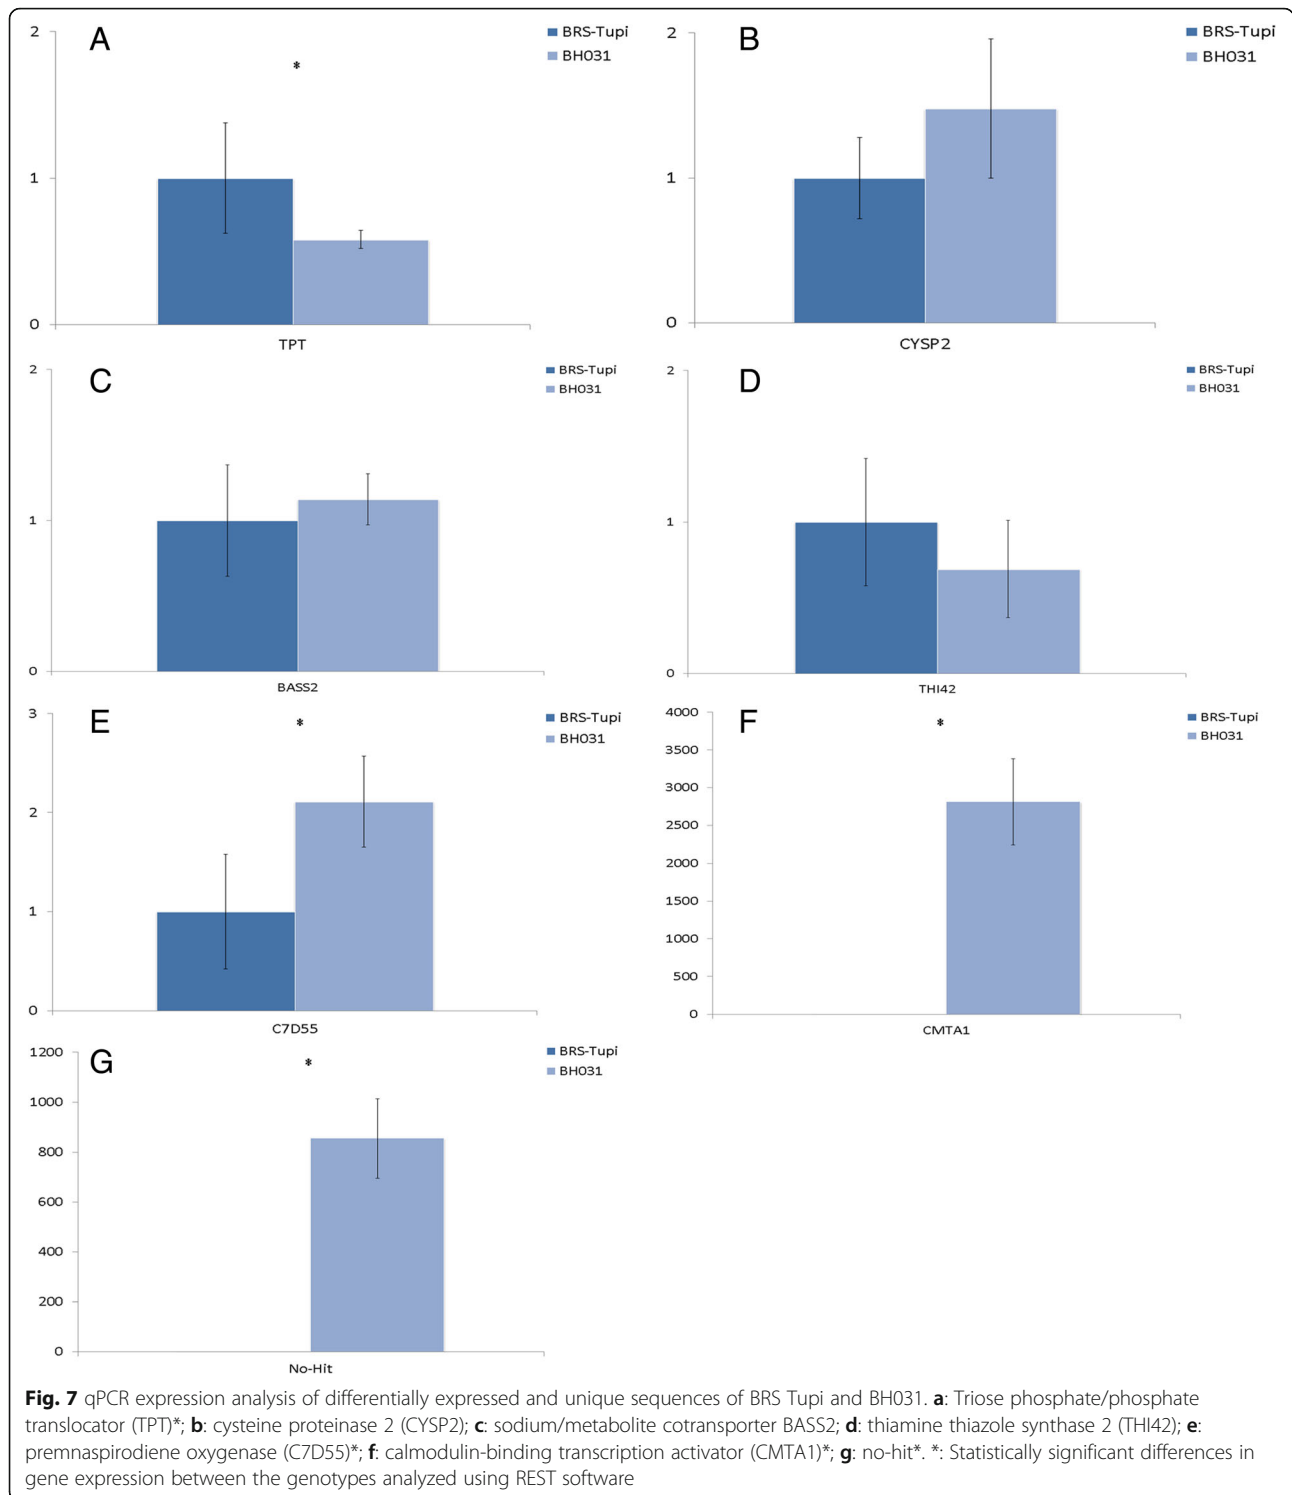 A
2
1
0
*
BRS-Tupi
BH031
TPT
B
2
1
0
BRS-Tupi
BH031
CYSP2
C
2
1
0
BRS-Tupi
BH031
BASS2
D
2
1
0
BRS-Tupi
BH031
THI42
E
3
2
1
0
*
BRS-Tupi
BH031
C7D55
F
4000
3500
3000
2500
2000
1500
1000
500
0
*
BRS-Tupi
BH031
CMTA1
G
1200
1000
800
600
400
200
0
*
BRS-Tupi
BH031
No-Hit
Fig. 7 qPCR expression analysis of differentially expressed and unique sequences of BRS Tupi and BH031. a: Triose phosphate/phosphate
translocator (TPT)*; b: cysteine proteinase 2 (CYSP2); c: sodium/metabolite cotransporter BASS2; d: thiamine thiazole synthase 2 (THI42); e:
premnaspirodiene oxygenase (C7D55)*; f: calmodulin-binding transcription activator (CMTA1)*; g: no-hit*. *: Statistically significant differences in
gene expression between the genotypes analyzed using REST software